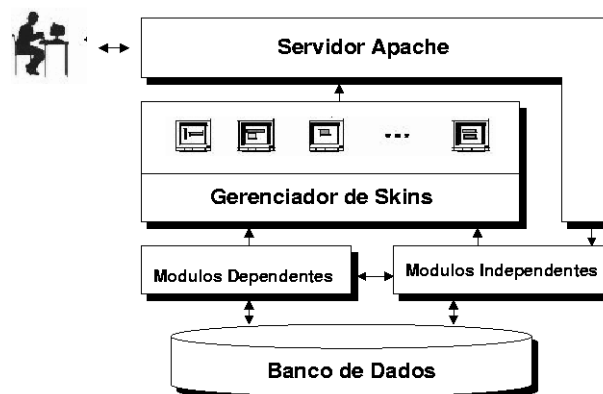 Servidor Apache
Gerenciador de Skins
Modulos Dependentes
Modulos Independentes
Banco de Dados